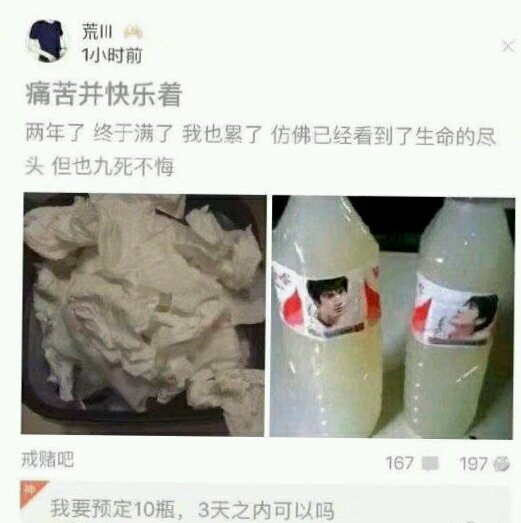 荒川
1小时前
痛苦并快乐着
两年了 终于满了 我也累了 仿佛已经看到了生命的尽
头 但也九死不悔
戒赌吧
167
197
神
我要预定10瓶，3天之内可以吗